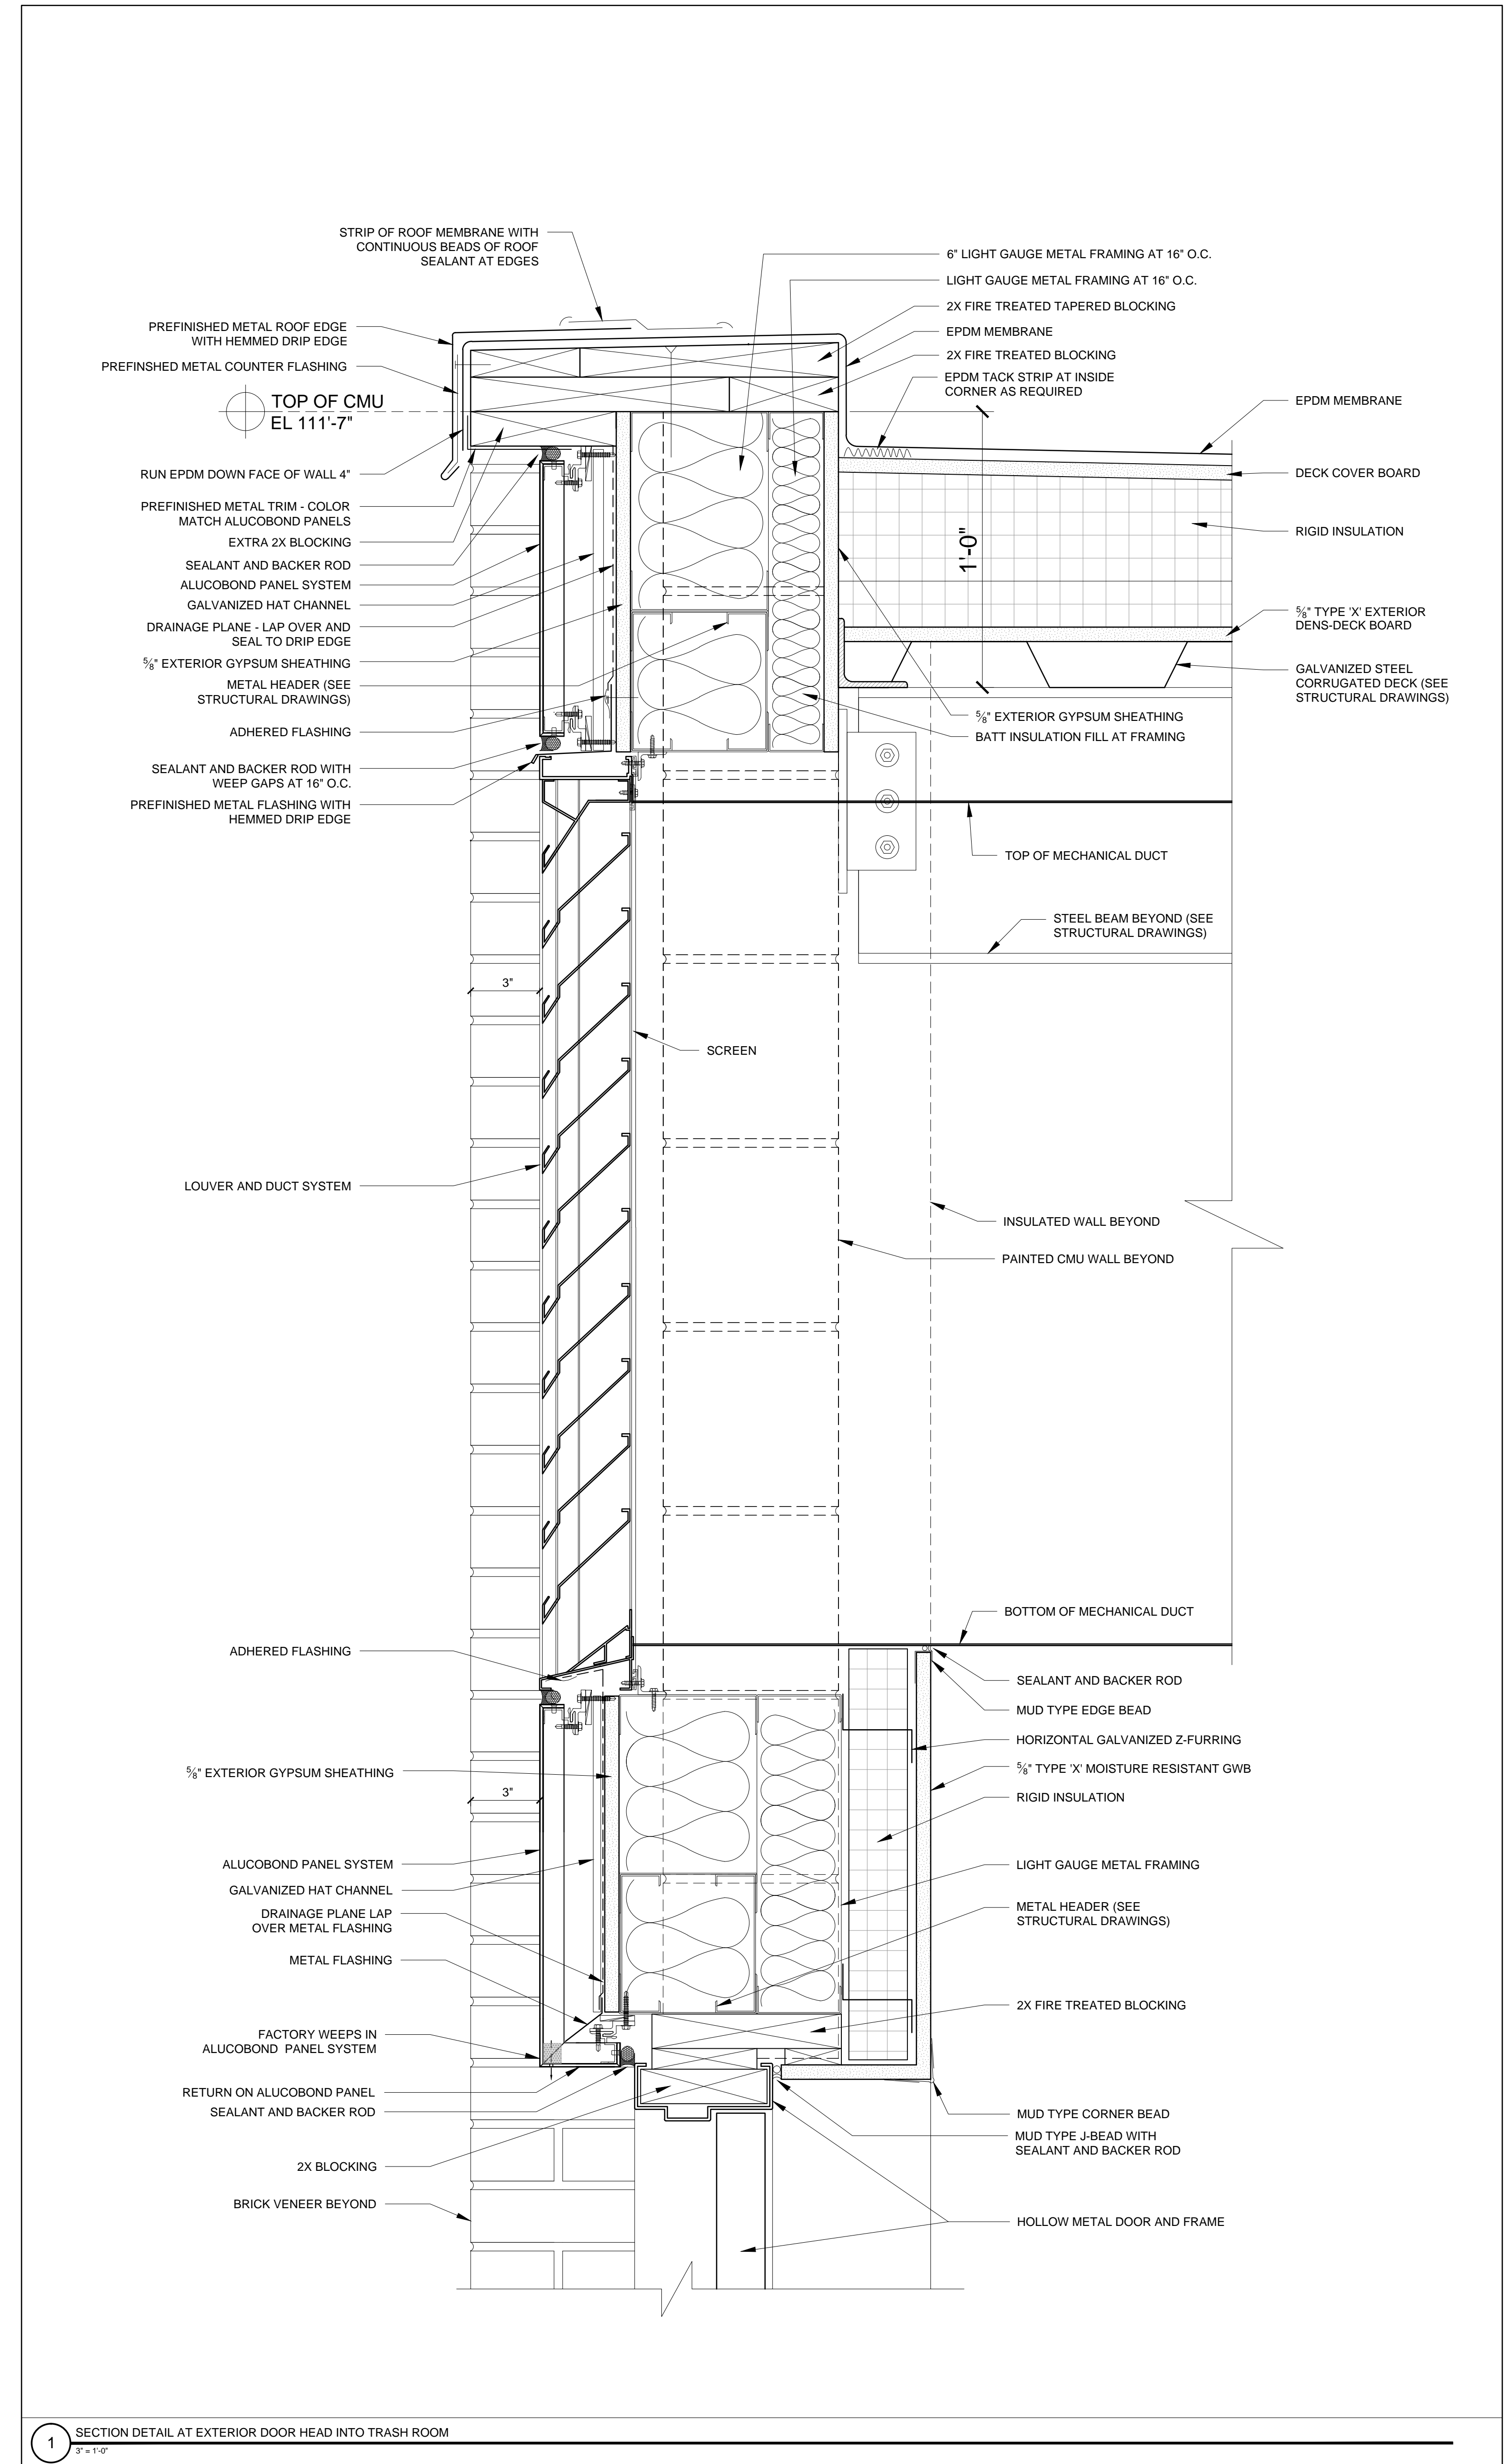 STRIP OF ROOF MEMBRANE WITH
CONTINUOUS BEADS OF ROOF
SEALANT AT EDGES
PREFINISHED METAL ROOF EDGE
WITH HEMMED DRIP EDGE
PREFINSHED METAL COUNTER FLASHING
TOP OF CMU
EL 111'-7"
RUN EPDM DOWN FACE OF WALL 4"
PREFINISHED METAL TRIM - COLOR
MATCH ALUCOBOND PANELS
EXTRA 2X BLOCKING
SEALANT AND BACKER ROD
ALUCOBOND PANEL SYSTEM
GALVANIZED HAT CHANNEL
DRAINAGE PLANE - LAP OVER AND
SEAL TO DRIP EDGE
⅝" EXTERIOR GYPSUM SHEATHING
METAL HEADER (SEE
STRUCTURAL DRAWINGS)
ADHERED FLASHING
SEALANT AND BACKER ROD WITH
WEEP GAPS AT 16" O.C.
PREFINISHED METAL FLASHING WITH
HEMMED DRIP EDGE
6" LIGHT GAUGE METAL FRAMING AT 16" O.C.
LIGHT GAUGE METAL FRAMING AT 16" O.C.
2X FIRE TREATED TAPERED BLOCKING
EPDM MEMBRANE
2X FIRE TREATED BLOCKING
EPDM TACK STRIP AT INSIDE
CORNER AS REQUIRED
EPDM MEMBRANE
DECK COVER BOARD
RIGID INSULATION
1'-0"
⅝" TYPE 'X' EXTERIOR
DENS-DECK BOARD
GALVANIZED STEEL
CORRUGATED DECK (SEE
STRUCTURAL DRAWINGS)
⅝" EXTERIOR GYPSUM SHEATHING
BATT INSULATION FILL AT FRAMING
TOP OF MECHANICAL DUCT
STEEL BEAM BEYOND (SEE
STRUCTURAL DRAWINGS)
3"
SCREEN
LOUVER AND DUCT SYSTEM
INSULATED WALL BEYOND
PAINTED CMU WALL BEYOND
BOTTOM OF MECHANICAL DUCT
ADHERED FLASHING
SEALANT AND BACKER ROD
MUD TYPE EDGE BEAD
HORIZONTAL GALVANIZED Z-FURRING
⅝" EXTERIOR GYPSUM SHEATHING
⅝" TYPE 'X' MOISTURE RESISTANT GWB
3"
RIGID INSULATION
ALUCOBOND PANEL SYSTEM
LIGHT GAUGE METAL FRAMING
GALVANIZED HAT CHANNEL
DRAINAGE PLANE LAP
OVER METAL FLASHING
METAL HEADER (SEE
STRUCTURAL DRAWINGS)
METAL FLASHING
2X FIRE TREATED BLOCKING
FACTORY WEEPS IN
ALUCOBOND PANEL SYSTEM
RETURN ON ALUCOBOND PANEL
SEALANT AND BACKER ROD
MUD TYPE CORNER BEAD
MUD TYPE J-BEAD WITH
SEALANT AND BACKER ROD
2X BLOCKING
BRICK VENEER BEYOND
HOLLOW METAL DOOR AND FRAME
1
SECTION DETAIL AT EXTERIOR DOOR HEAD INTO TRASH ROOM
3" = 1'-0"